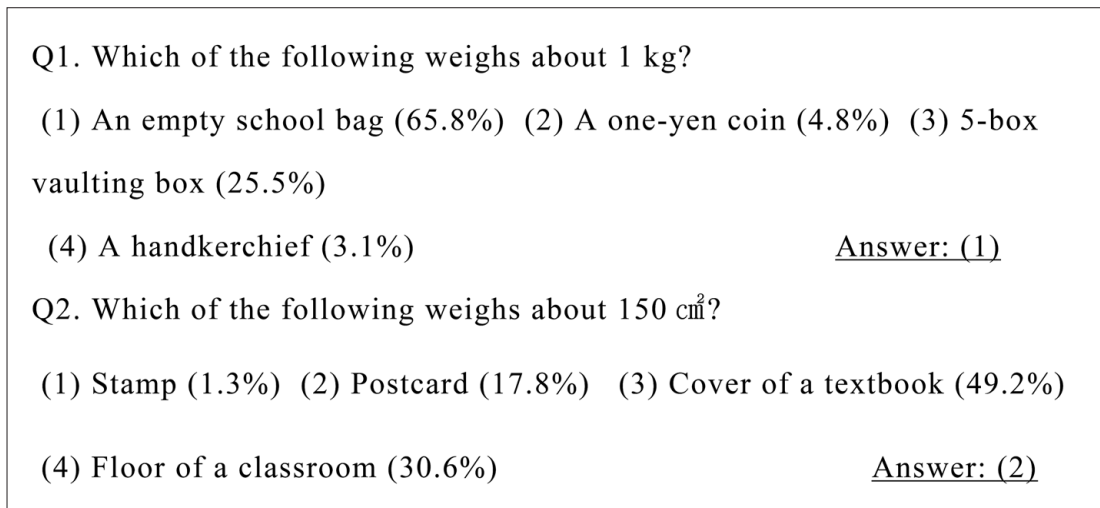 Q1. Which of the following weighs about 1 kg?
(1) An empty school bag (65.8%) (2) A one-yen coin (4.8%) (3) 5-box
vaulting box (25.5%)
(4) A handkerchief (3.1%) Answer: (1)
Q2. Which of the following weighs about 150 ㎠?
(1) Stamp (1.3%) (2) Postcard (17.8%) (3) Cover of a textbook (49.2%)
(4) Floor of a classroom (30.6%) Answer: (2)